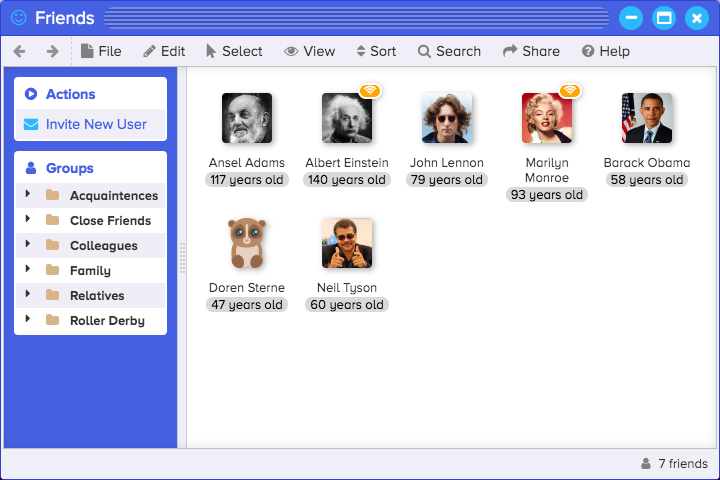 Friends
File Edit Select View Sort Search Share Help
Actions
Invite New User
Groups
Acquaintences
Close Friends
Colleagues
Family
Relatives
Roller Derby
Ansel Adams
117 years old
Albert Einstein
140 years old
John Lennon
79 years old
Marilyn
Monroe
93 years old
Barack Obama
58 years old
Doren Sterne
47 years old
Neil Tyson
60 years old
7 friends